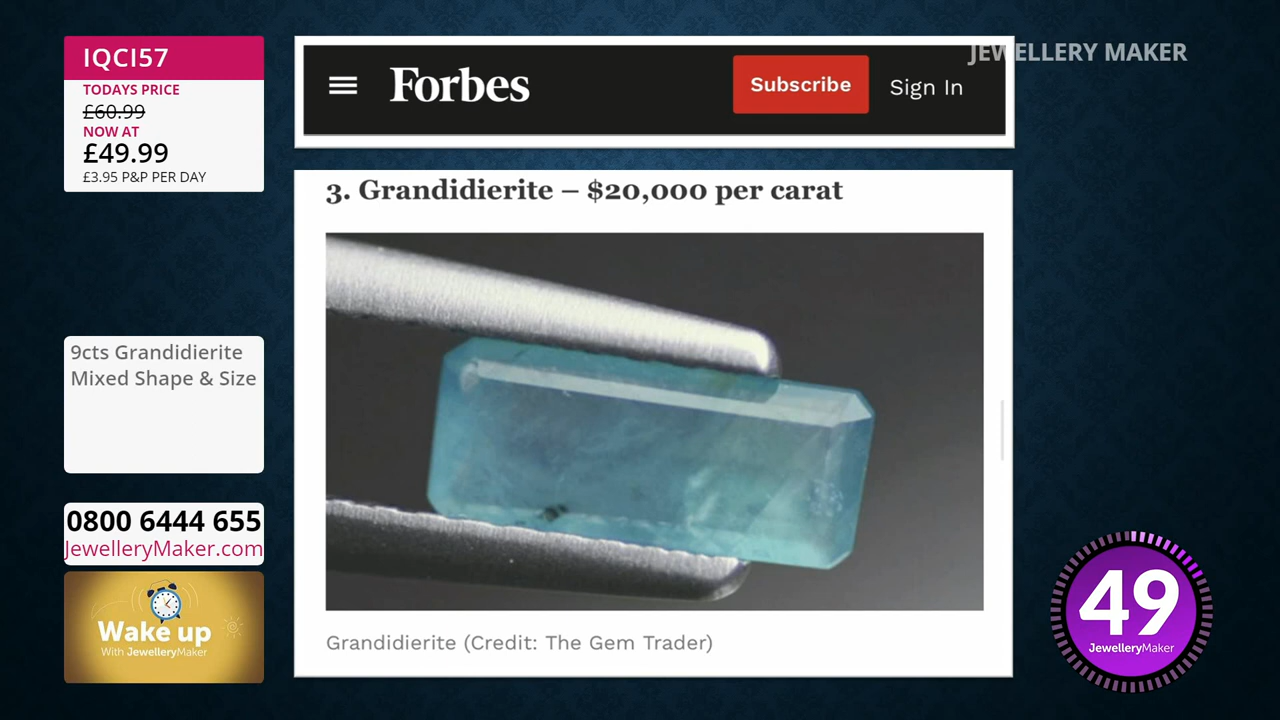 IQCI57
TODAYS PRICE
£60.99
NOW AT
£49.99
£3.95 P&P PER DAY
9cts Grandidierite
Mixed Shape & Size
0800 6444 655
JewelleryMaker.com
Wake up
With JewelleryMaker
JEWELLERY MAKER
Forbes
Subscribe
Sign In
3. Grandidierite – $20,000 per carat
Grandidierite (Credit: The Gem Trader)
49
JewelleryMaker